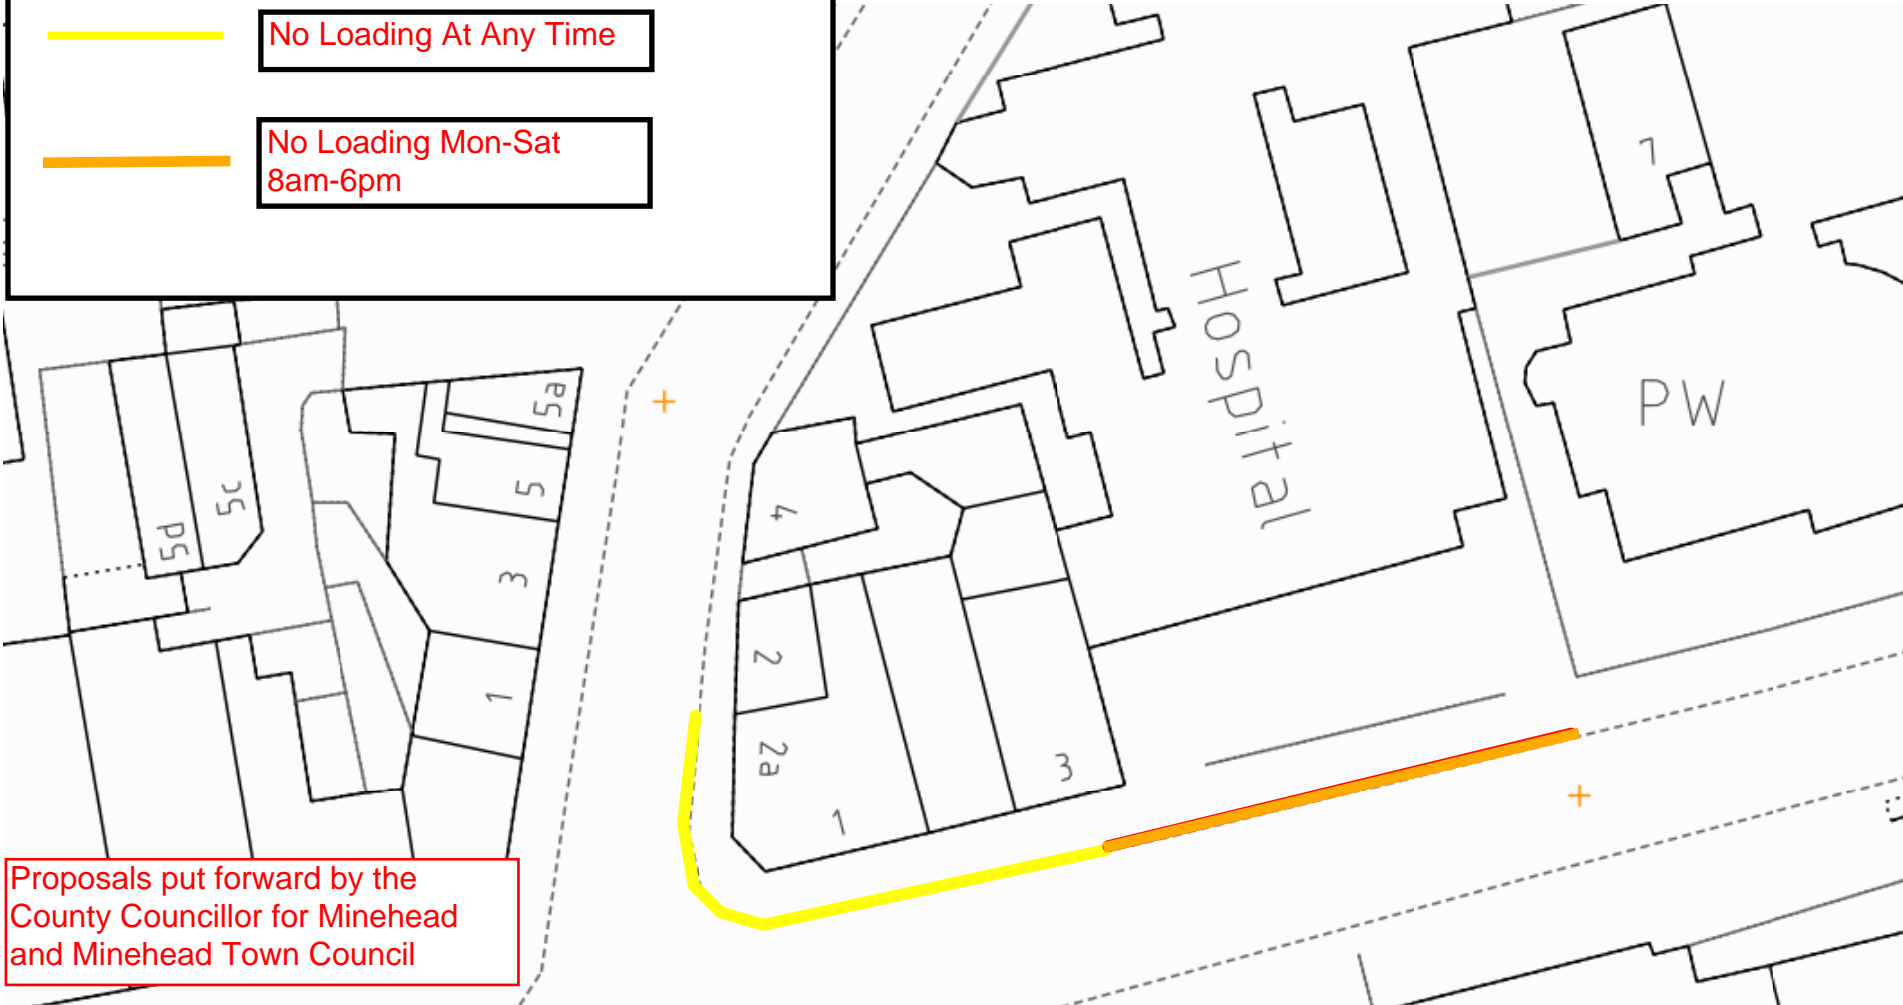 No Loading At Any Time
No Loading Mon-Sat
8am-6pm
7
Hospital
PW
5a
5
5c
5d
4
3
2
1
2a
3
1
Proposals put forward by the
County Councillor for Minehead
and Minehead Town Council